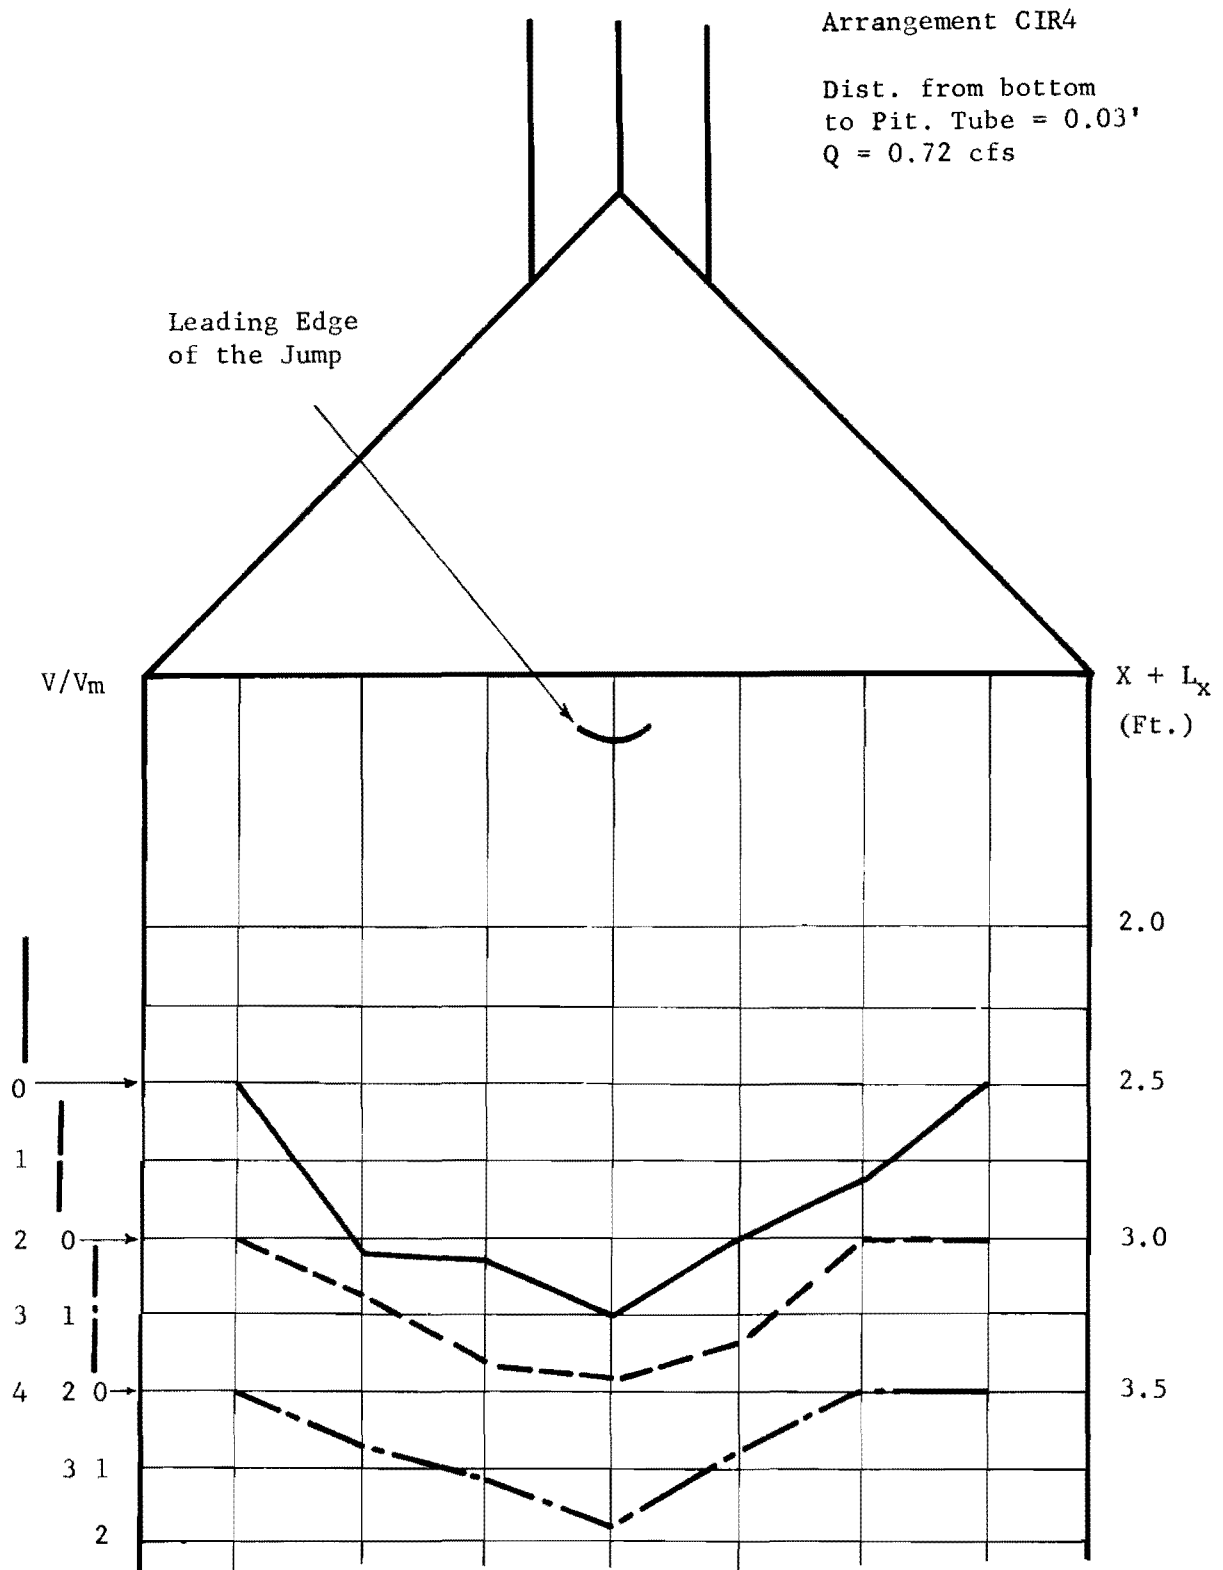 Arrangement CIR4
Dist. from bottom
to Pit. Tube = 0.03'
Q = 0.72 cfs
Leading Edge
of the Jump
V/Vm
X + Lx
(Ft.)
2.0
0
2.5
1
2 0
3.0
3 1
4 2 0
3.5
3 1
2